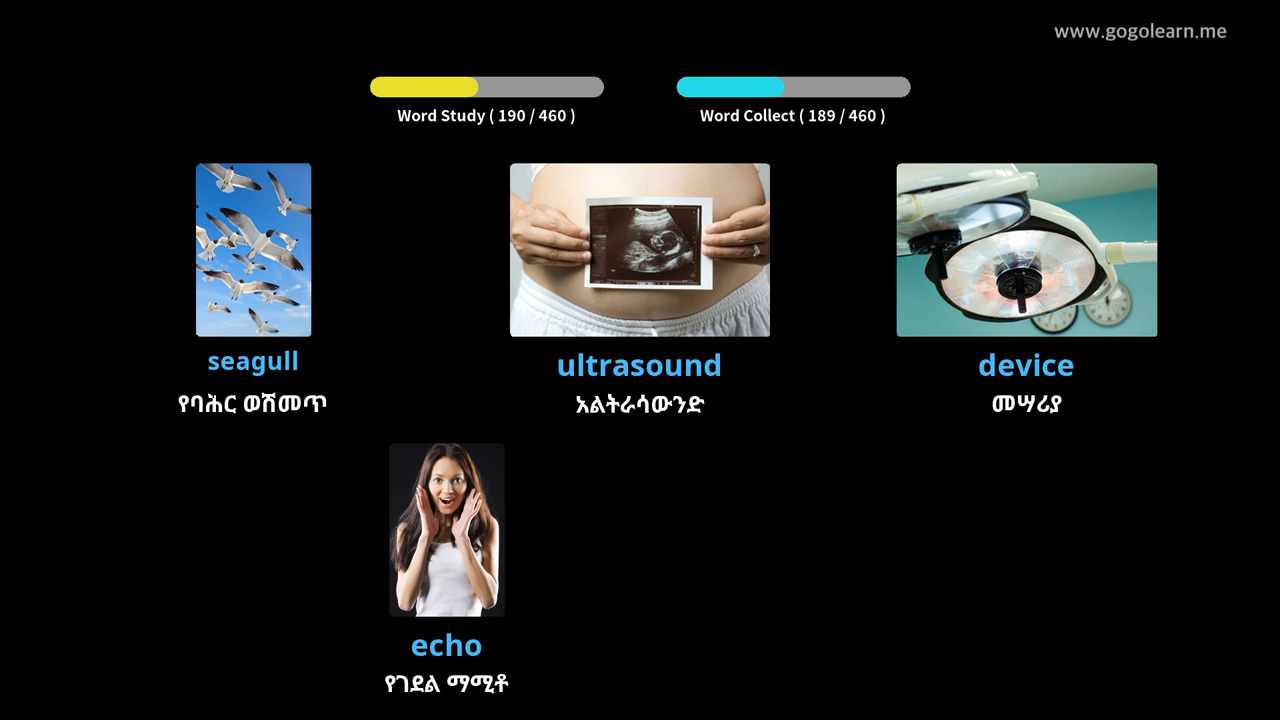 www.gogolearn.me
Word Study ( 190 / 460 )
Word Collect ( 189 / 460 )
seagull
የባሕር ወሽመጥ
ultrasound
አልትራሳውንድ
device
መሣሪያ
echo
የገደል ማሚቶ